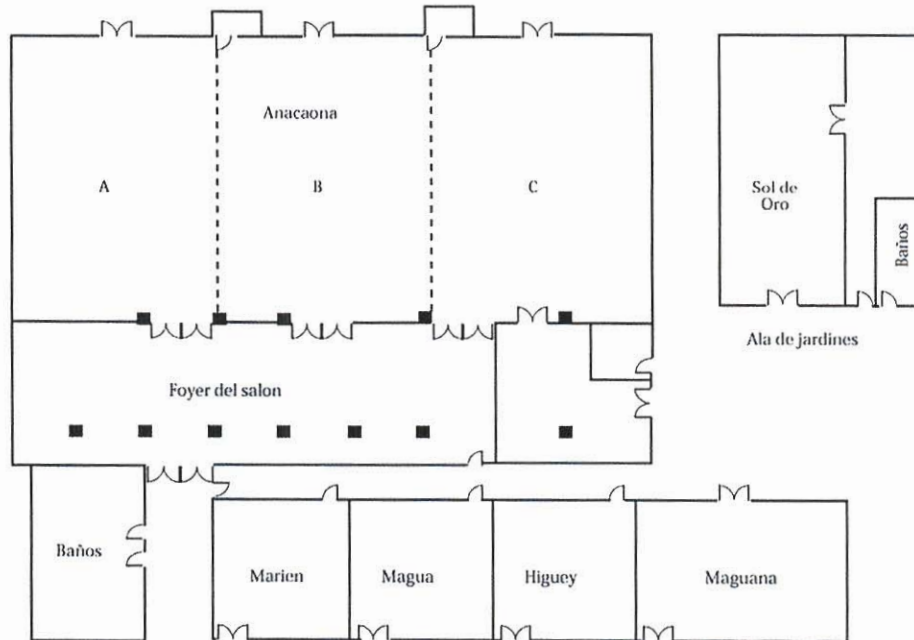 Anacaona
A
B
C
Sol de
Oro
Baños
Ala de jardines
Foyer del salon
Baños
Marien
Magua
Higuey
Maguana